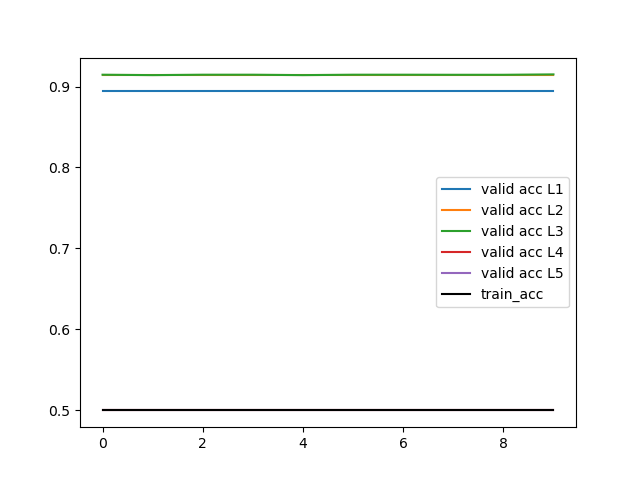 0.9
0.8
0.7
0.6
0.5
0 2 4 6 8
valid acc L1
valid acc L2
valid acc L3
valid acc L4
valid acc L5
train_acc